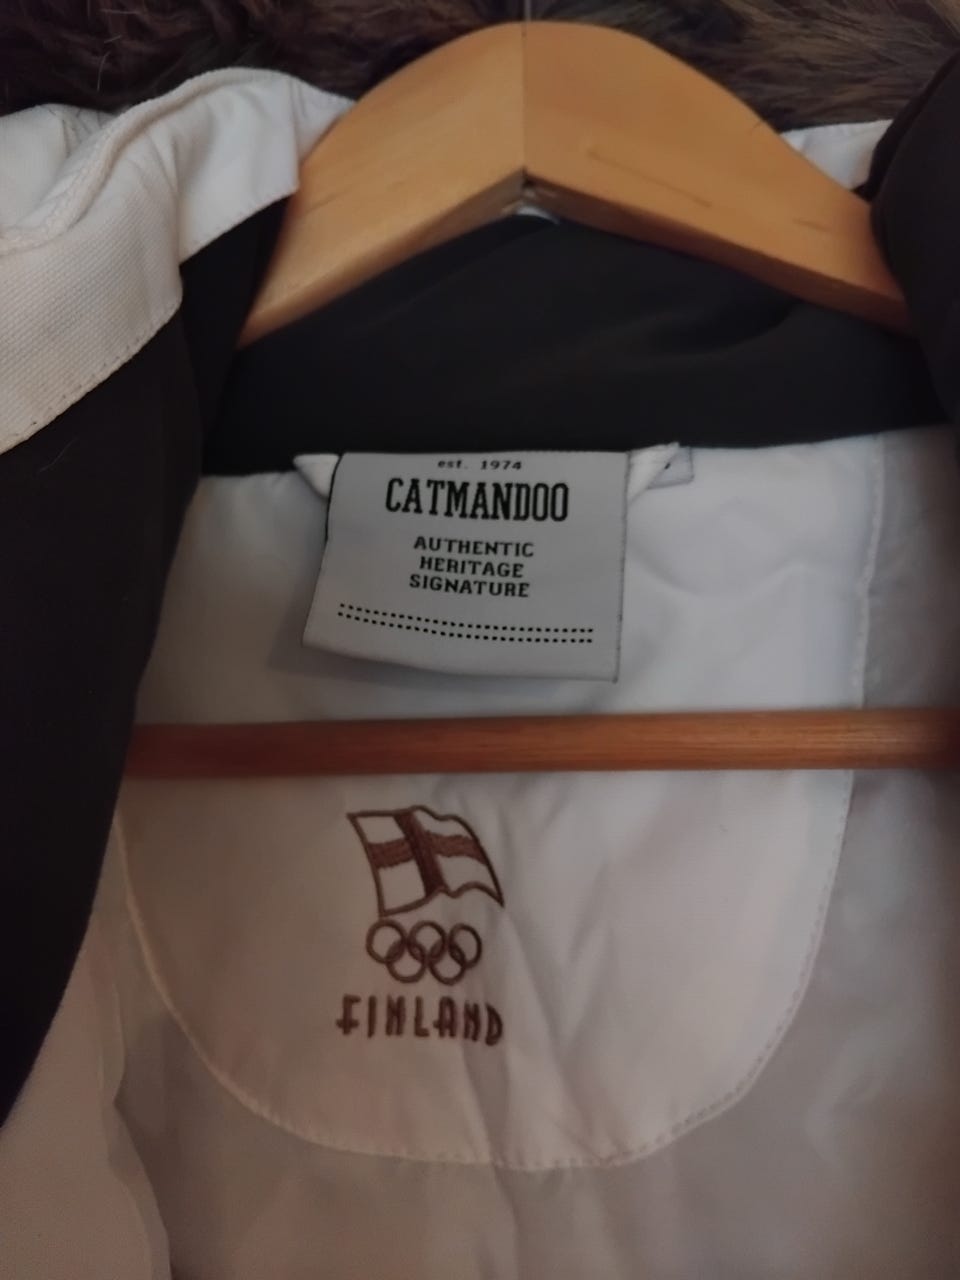 est. 1974
CATMANDOO
AUTHENTIC
HERITAGE
SIGNATURE
FINLAND